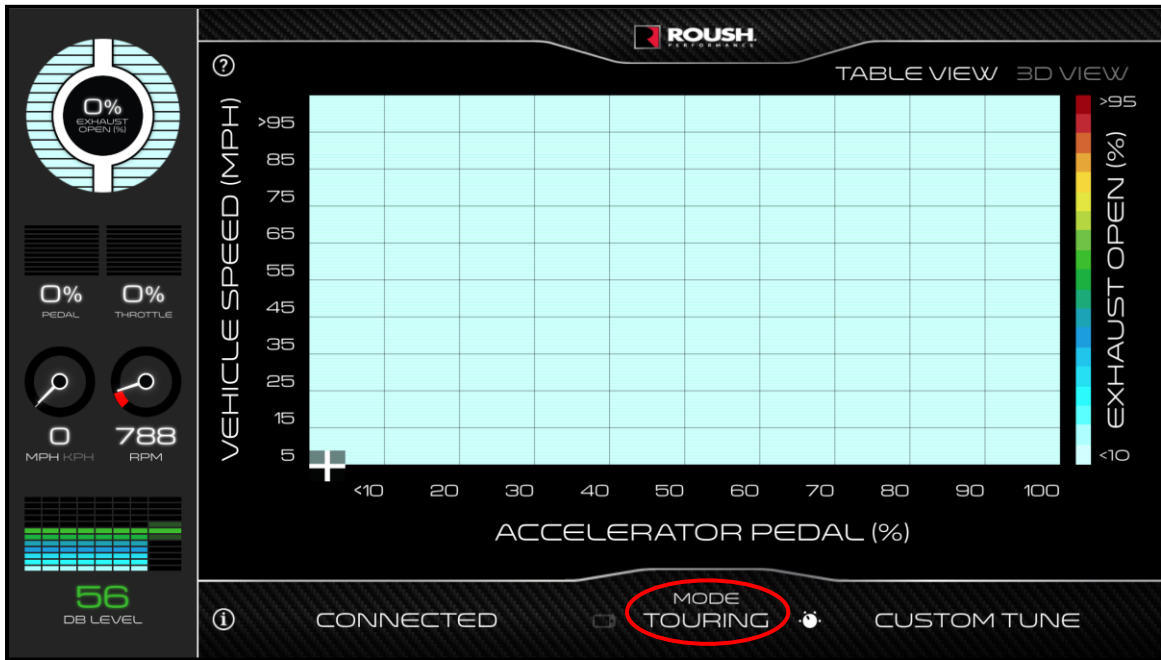 ROUSH
PERFORMANCE
?
TABLE VIEW 3D VIEW
0%
EXHAUST
OPEN (%)
0%
PEDAL
0%
THROTTLE
0
MPH KPH
788
RPM
56
DB LEVEL
VEHICLE SPEED (MPH)
>95
85
75
65
55
45
35
25
15
5
<10 20 30 40 50 60 70 80 90 100
ACCELERATOR PEDAL (%)
>95
EXHAUST OPEN (%)
<10
i
CONNECTED
MODE
TOURING
CUSTOM TUNE